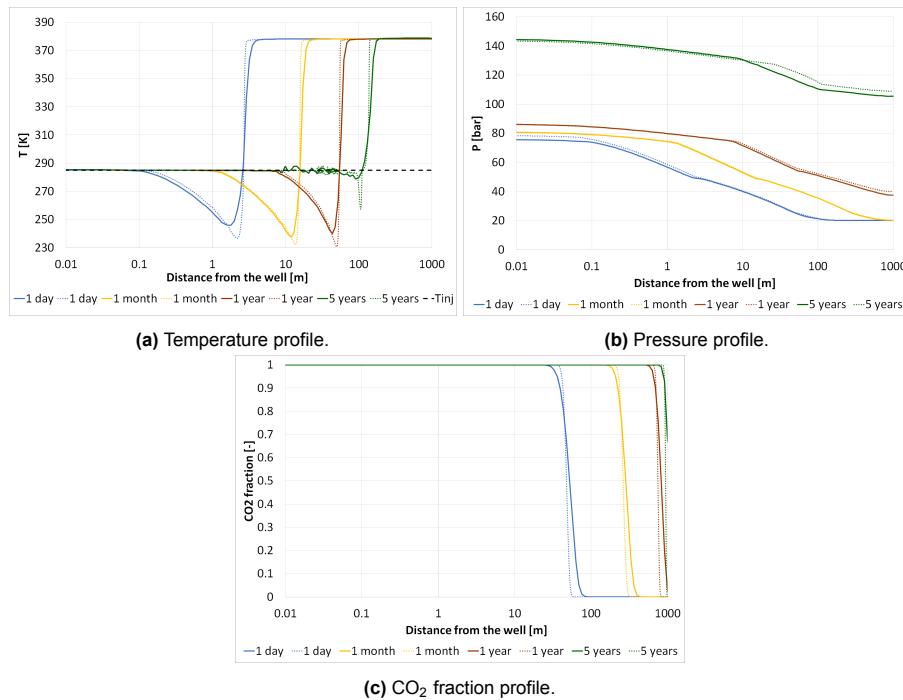 390
370
350
330
310
290
270
250
230
T [K]
0.01 0.1 1 10 100 1000
Distance from the well [m]
1 day 1 day 1 month 1 month 1 year 1 year 5 years 5 years Tinj
(a) Temperature profile.
160
140
120
100
80
60
40
20
0
P [bar]
0.01 0.1 1 10 100 1000
Distance from the well [m]
1 day 1 day 1 month 1 month 1 year 1 year 5 years 5 years
(b) Pressure profile.
1
0.9
0.8
0.7
0.6
0.5
0.4
0.3
0.2
0.1
0
CO2 fraction [-]
0.01 0.1 1 10 100 1000
Distance from the well [m]
1 day 1 day 1 month 1 month 1 year 1 year 5 years 5 years
(c) CO₂ fraction profile.